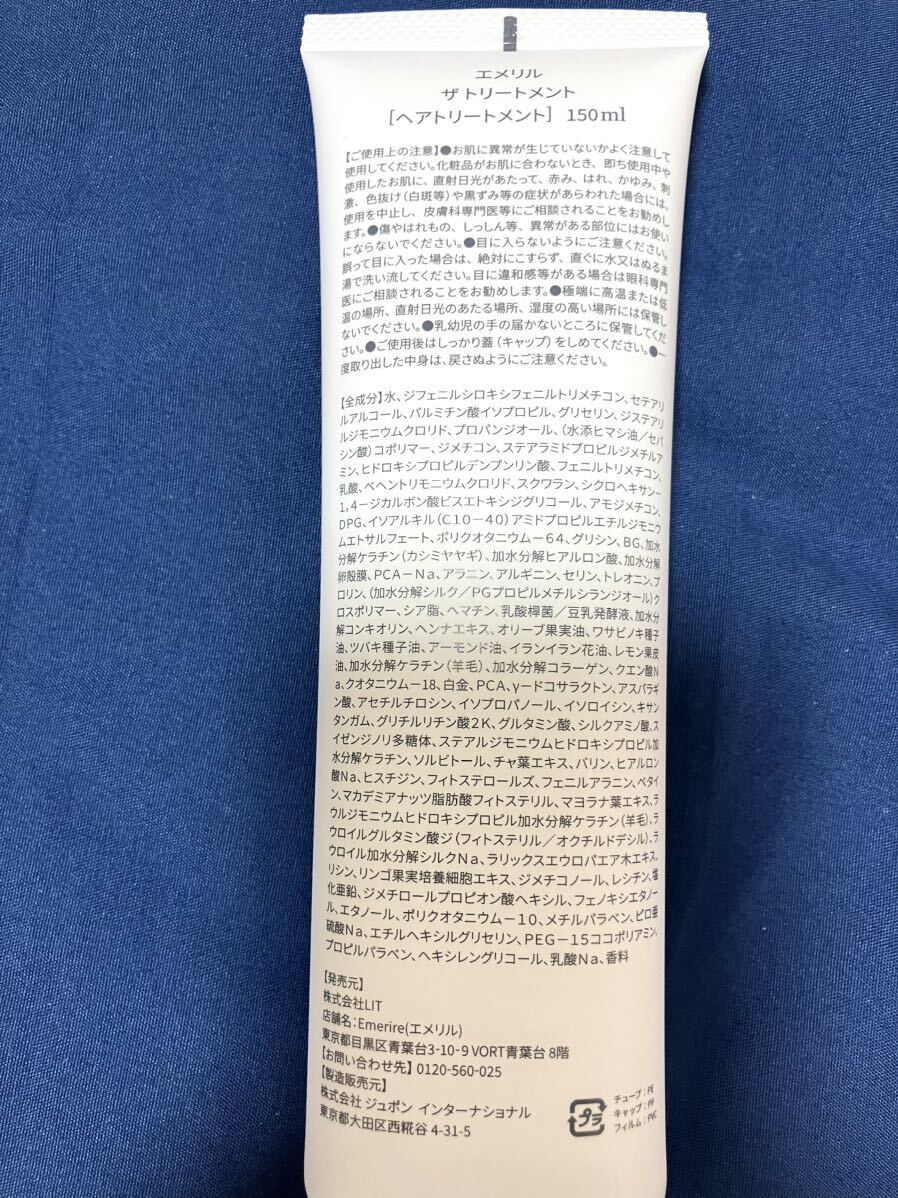 エメリル
ザトリートメント
[ヘアトリートメント] 150ml
【ご使用上の注意】●お肌に異常が生じていないかよく注意して
使用してください。化粧品がお肌に合わないとき、即ち使用中や
使用したお肌に、直射日光があたって、赤み、はれ、かゆみ、刺
激、色抜け(白斑等)や黒ずみ等の症状があらわれた場合には、
使用を中止し、皮膚科専門医等にご相談されることをお勧めし
ます。●傷やはれもの、しっしん等、異常がある部位にはお使い
にならないでください。●目に入らないようにご注意ください。
誤って目に入った場合は、絶対にこすらず、直ぐに水又はぬるま
湯で洗い流してください。目に違和感等がある場合は眼科専門
医にご相談されることをお勧めします。●極端に高温または低
温の場所、直射日光のあたる場所、湿度の高い場所には保管し
ないでください。●乳幼児の手の届かないところに保管してくだ
さい。●ご使用後はしっかり蓋(キャップ)をしめてください。●一
度取り出した中身は、戻さぬようにご注意ください。
【全成分】水、ジフェニルシロキシフェニルトリメチコン、セテアリ
ルアルコール、パルミチン酸イソプロピル、グリセリン、ジステアリ
ルジモニウムクロリド、プロパンジオール、(水添ヒマシ油/セバ
シン酸)コポリマー、ジメチコン、ステアラミドプロピルジメチルア
ミン、ヒドロキシプロピルデンプンリン酸、フェニルトリメチコン、
乳酸、ベヘントリモニウムクロリド、スクワラン、シクロヘキサン-
1,4-ジカルボン酸ビスエトキシジグリコール、アモジメチコン、
DPG、イソアルキル(C10-40)アミドプロピルエチルジモニウ
ムエトサルフェート、ポリクオタニウム-64、グリシン、BG、加水
分解ケラチン(カシミヤヤギ)、加水分解ヒアルロン酸、加水分解
卵殻膜、PCA-Na、アラニン、アルギニン、セリン、トレオニン、プ
ロリン、(加水分解シルク/PGプロピルメチルシランジオール)ク
ロスポリマー、シア脂、ヘマチン、乳酸桿菌/豆乳発酵液、加水分
解コンキオリン、ヘンナエキス、オリーブ果実油、ワサビノキ種子
油、ツバキ種子油、アーモンド油、イランイラン花油、レモン果皮
油、加水分解ケラチン(羊毛)、加水分解コラーゲン、クエン酸N
a、クオタニウム-18、白金、PCA、γ-ドコサラクトン、アスパラギ
ン酸、アセチルチロシン、イソプロパノール、イソロイシン、キサン
タンガム、グリチルリチン酸2K、グルタミン酸、シルクアミノ酸、ス
イゼンジノリ多糖体、ステアルジモニウムヒドロキシプロピル加
水分解ケラチン、ソルビトール、チャ葉エキス、バリン、ヒアルロン
酸Na、ヒスチジン、フィトステロールズ、フェニルアラニン、ベタイ
ン、マカデミアナッツ脂肪酸フィトステリル、マヨラナ葉エキス、ラ
ウルジモニウムヒドロキシプロピル加水分解ケラチン(羊毛)、ラ
ウロイルグルタミン酸ジ(フィトステリル/オクチルドデシル)、ラ
ウロイル加水分解シルクNa、ラリックスエウロパエア木エキス、
リシン、リンゴ果実培養細胞エキス、ジメチコノール、レシチン、塩
化亜鉛、ジメチロールプロピオン酸ヘキシル、フェノキシエタノー
ル、エタノール、ポリクオタニウム-10、メチルパラベン、ピロ亜
硫酸Na、エチルヘキシルグリセリン、PEG-15ココポリアミン、
プロピルパラベン、ヘキシレングリコール、乳酸Na、香料
【発売元】
株式会社LIT
店舗名:Emerire(エメリル)
東京都目黒区青葉台3-10-9 VORT青葉台 8階
【お問い合わせ先】0120-560-025
【製造販売元】
株式会社 ジュポン インターナショナル
東京都大田区西糀谷 4-31-5
プラ
チューブ:PE
キャップ:PP
フィルム:PVC